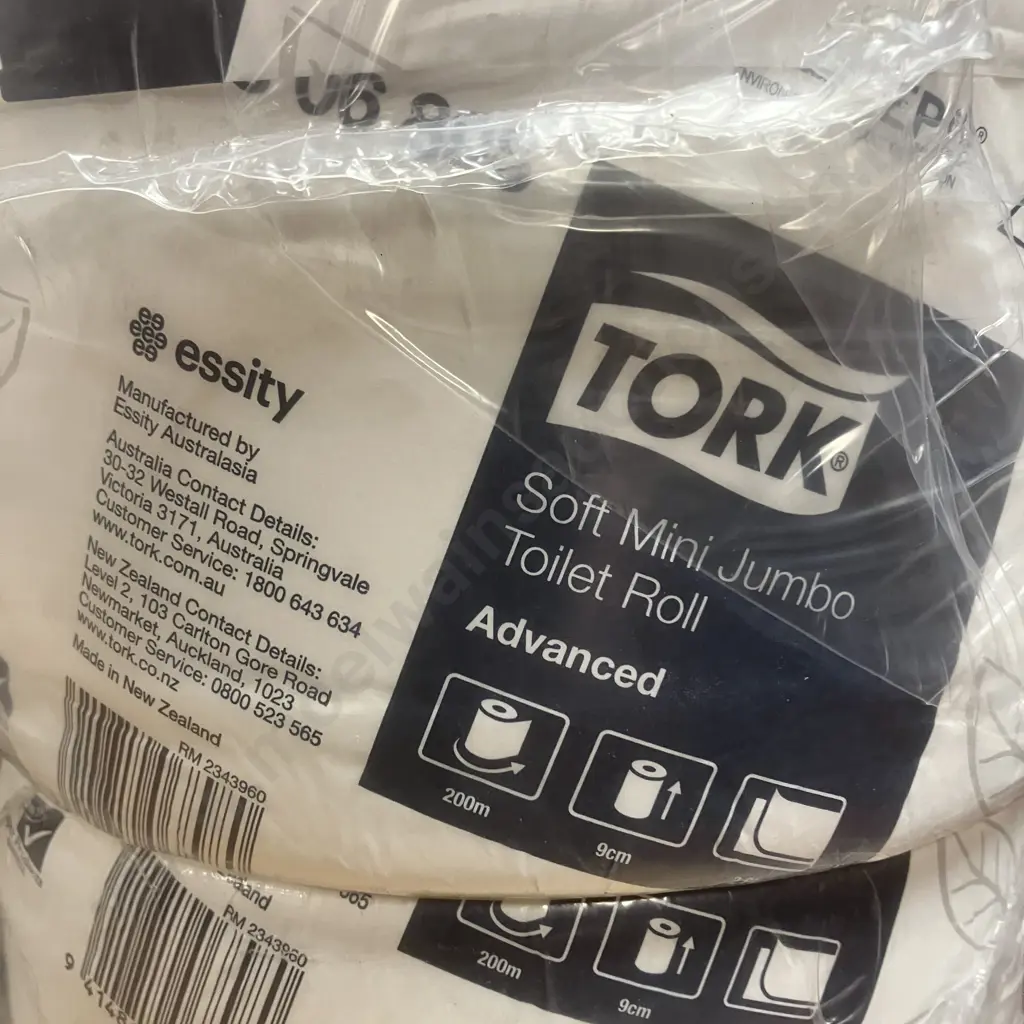 essity
Manufactured by
Essity Australasia
Australia Contact Details:
30-32 Westall Road, Springvale
Victoria 3171, Australia
Customer Service: 1800 643 634
www.tork.com.au
New Zealand Contact Details:
Level 2, 103 Carlton Gore Road
Newmarket, Auckland, 1023
Customer Service: 0800 523 565
www.tork.co.nz
Made in New Zealand
RM 2343960
TORK®
Soft Mini Jumbo
Toilet Roll
Advanced
200m
9cm
RM 2343960
200m
9cm